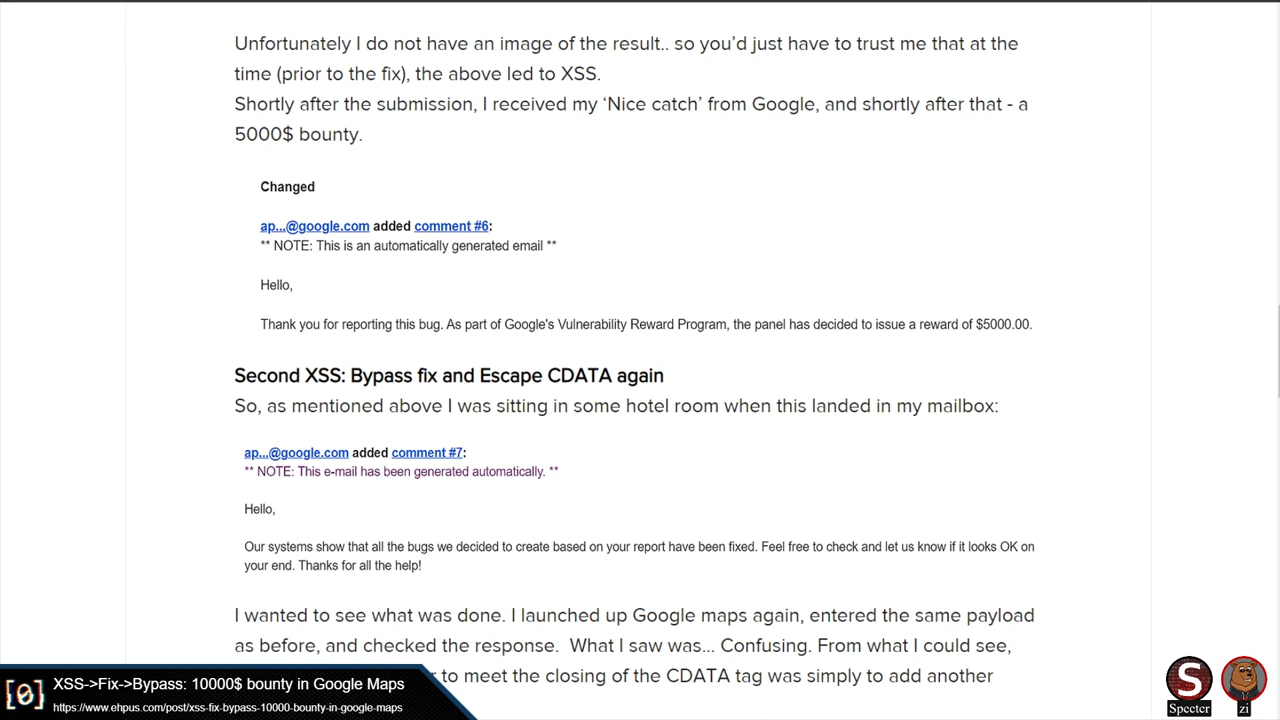 Unfortunately I do not have an image of the result.. so you’d just have to trust me that at the
time (prior to the fix), the above led to XSS.
Shortly after the submission, I received my ‘Nice catch’ from Google, and shortly after that - a
5000$ bounty.
Changed
ap...@google.com added comment #6:
** NOTE: This is an automatically generated email **
Hello,
Thank you for reporting this bug. As part of Google's Vulnerability Reward Program, the panel has decided to issue a reward of $5000.00.
Second XSS: Bypass fix and Escape CDATA again
So, as mentioned above I was sitting in some hotel room when this landed in my mailbox:
ap...@google.com added comment #7:
** NOTE: This e-mail has been generated automatically. **
Hello,
Our systems show that all the bugs we decided to create based on your report have been fixed. Feel free to check and let us know if it looks OK on
your end. Thanks for all the help!
I wanted to see what was done. I launched up Google maps again, entered the same payload
as before, and checked the response. What I saw was... Confusing. From what I could see,
to meet the closing of the CDATA tag was simply to add another
[0] XSS->Fix->Bypass: 10000$ bounty in Google Maps
https://www.ehpus.com/post/xss-fix-bypass-10000-bounty-in-google-maps
S
Specter
zi